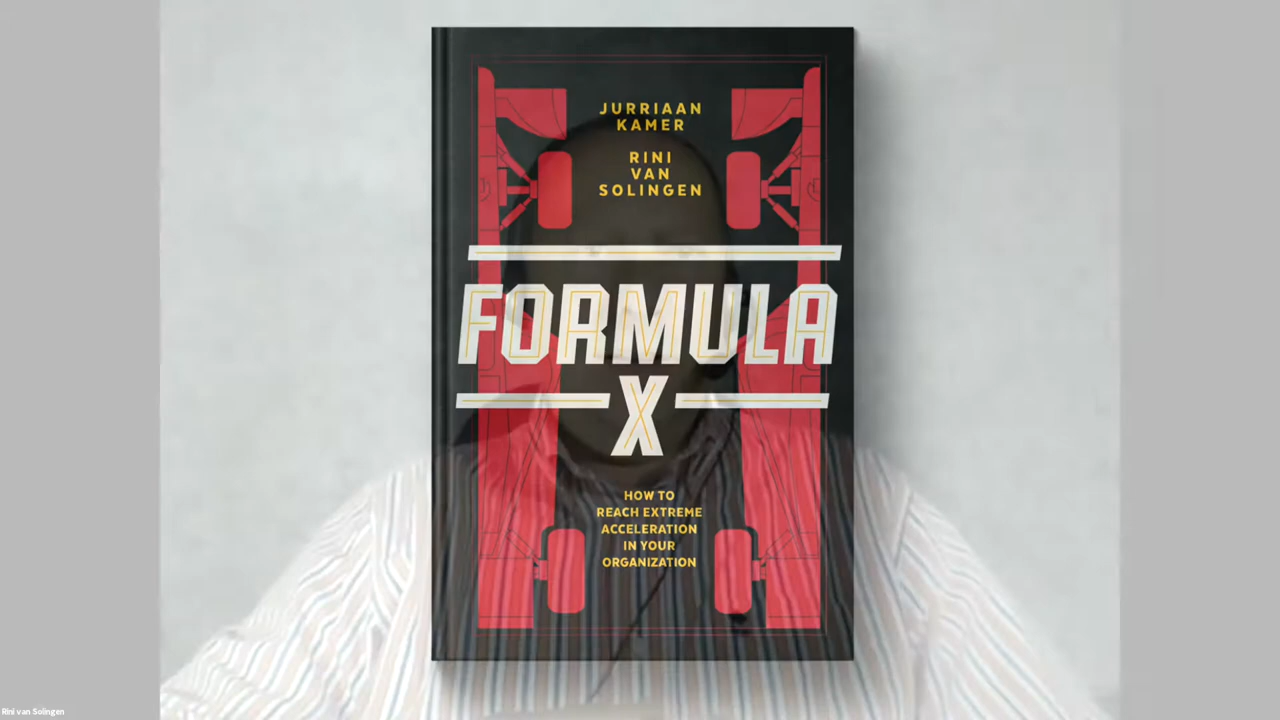 JURRIAAN
KAMER
RINI
VAN
SOLINGEN
FORMULA
X
HOW TO
REACH EXTREME
ACCELERATION
IN YOUR
ORGANIZATION
Rini van Solingen